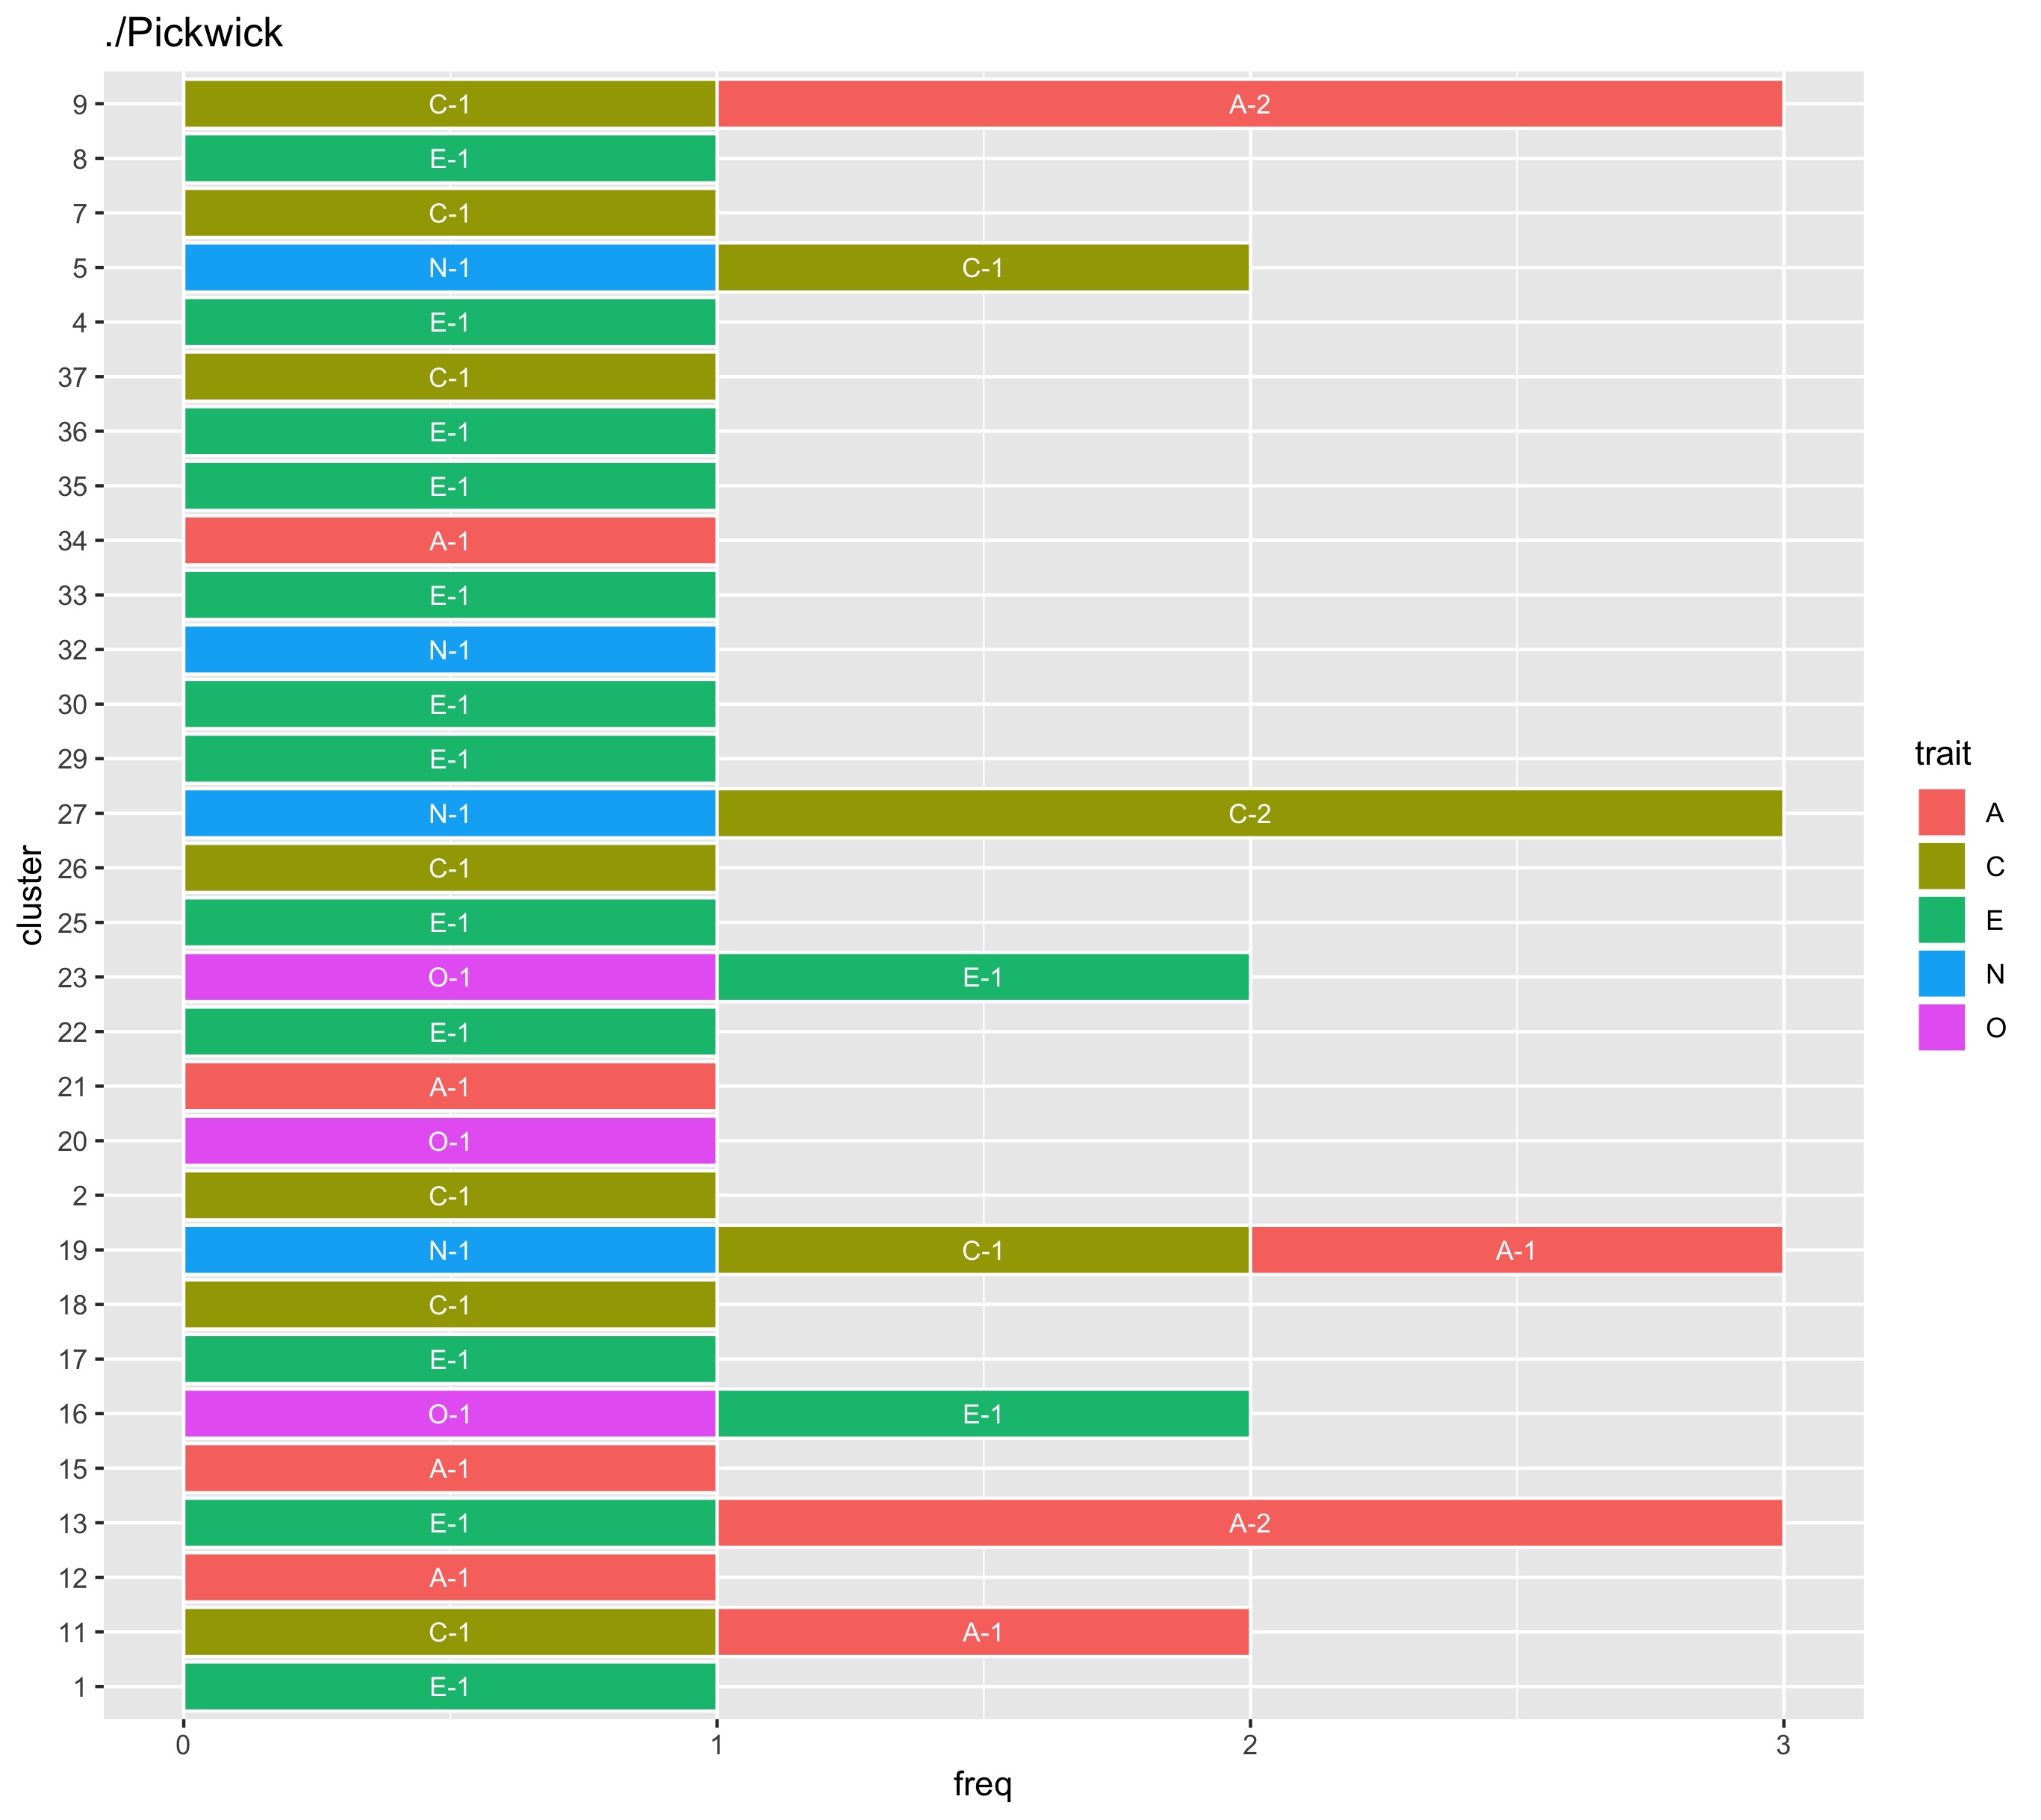 ./Pickwick
9 C-1 A-2
8 E-1
7 C-1
5 N-1 C-1
4 E-1
37 C-1
36 E-1
35 E-1
34 A-1
33 E-1
32 N-1
30 E-1
29 E-1
27 N-1 C-2
26 C-1
25 E-1
23 O-1 E-1
22 E-1
21 A-1
20 O-1
2 C-1
19 N-1 C-1 A-1
18 C-1
17 E-1
16 O-1 E-1
15 A-1
13 E-1 A-2
12 A-1
11 C-1 A-1
1 E-1
0 1 2 3
freq
cluster
trait
A
C
E
N
O